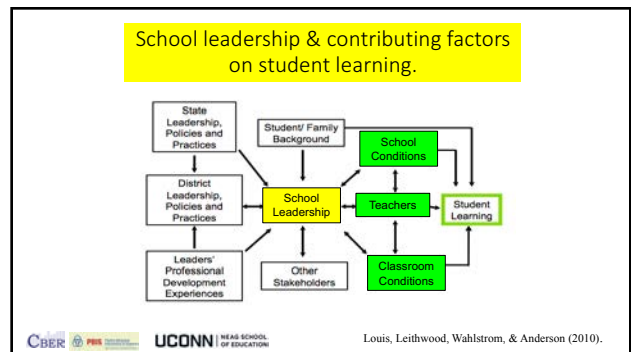 School leadership & contributing factors
on student learning.
State
Leadership,
Policies and
Practices
Student/ Family
Background
School
Conditions
District
Leadership,
Policies and
Practices
School
Leadership
Teachers
Student
Learning
Leaders'
Professional
Development
Experiences
Other
Stakeholders
Classroom
Conditions
CBER
PBIS
UCONN
NEAG SCHOOL
OF EDUCATION
Louis, Leithwood, Wahlstrom, & Anderson (2010).